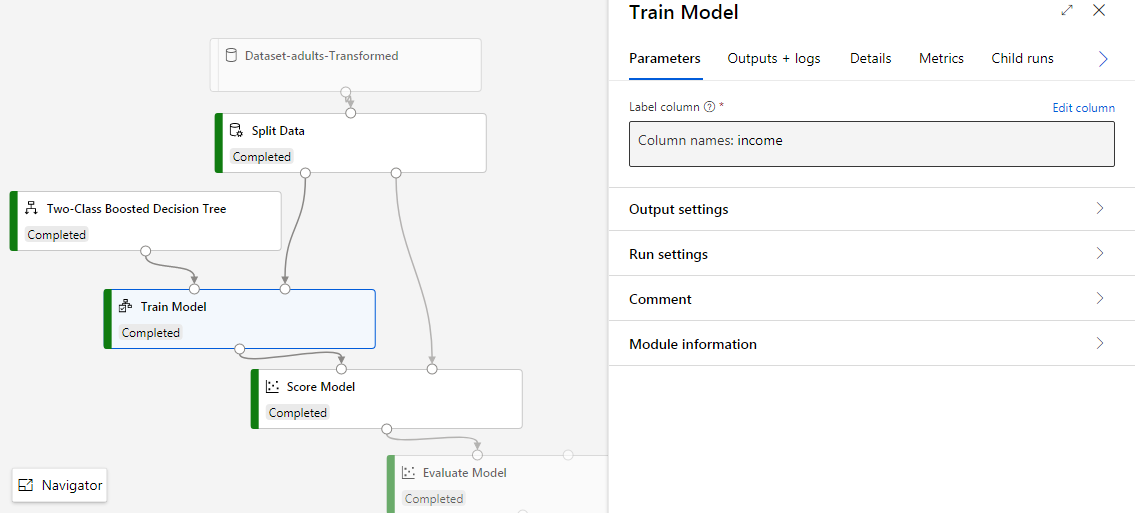 Dataset-adults-Transformed
Split Data
Completed
Two-Class Boosted Decision Tree
Completed
Train Model
Completed
Score Model
Completed
Evaluate Model
Completed
Navigator
Train Model
Parameters Outputs + logs Details Metrics Child runs
Label column ? * Edit column
Column names: income
Output settings
Run settings
Comment
Module information